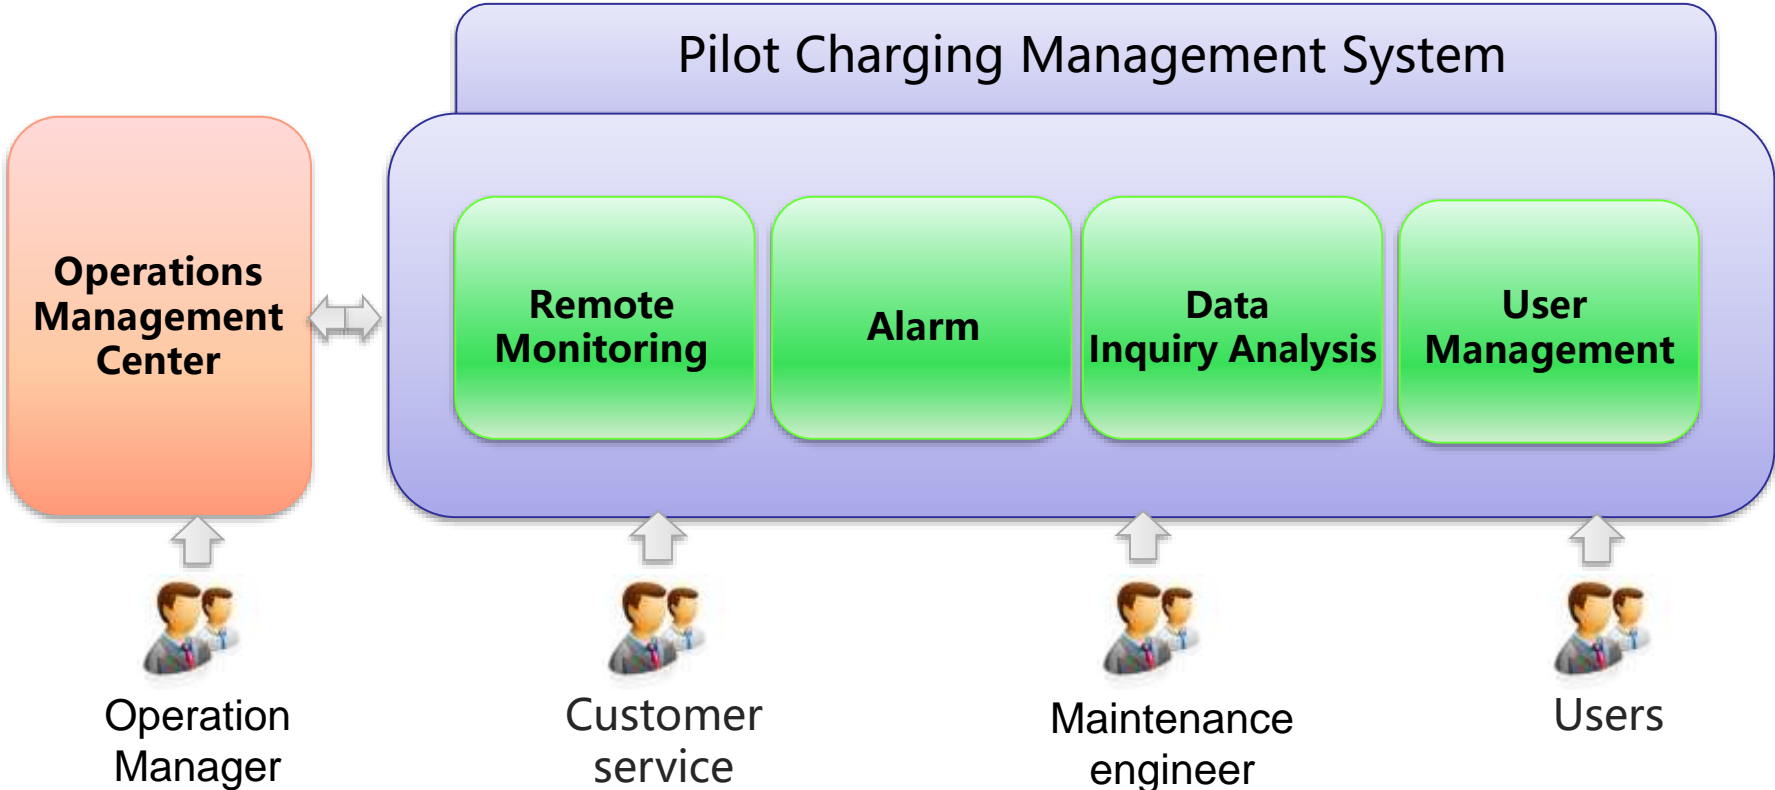 Pilot Charging Management System
Operations
Management
Center
Remote
Monitoring
Alarm
Data
Inquiry Analysis
User
Management
Operation
Manager
Customer
service
Maintenance
engineer
Users